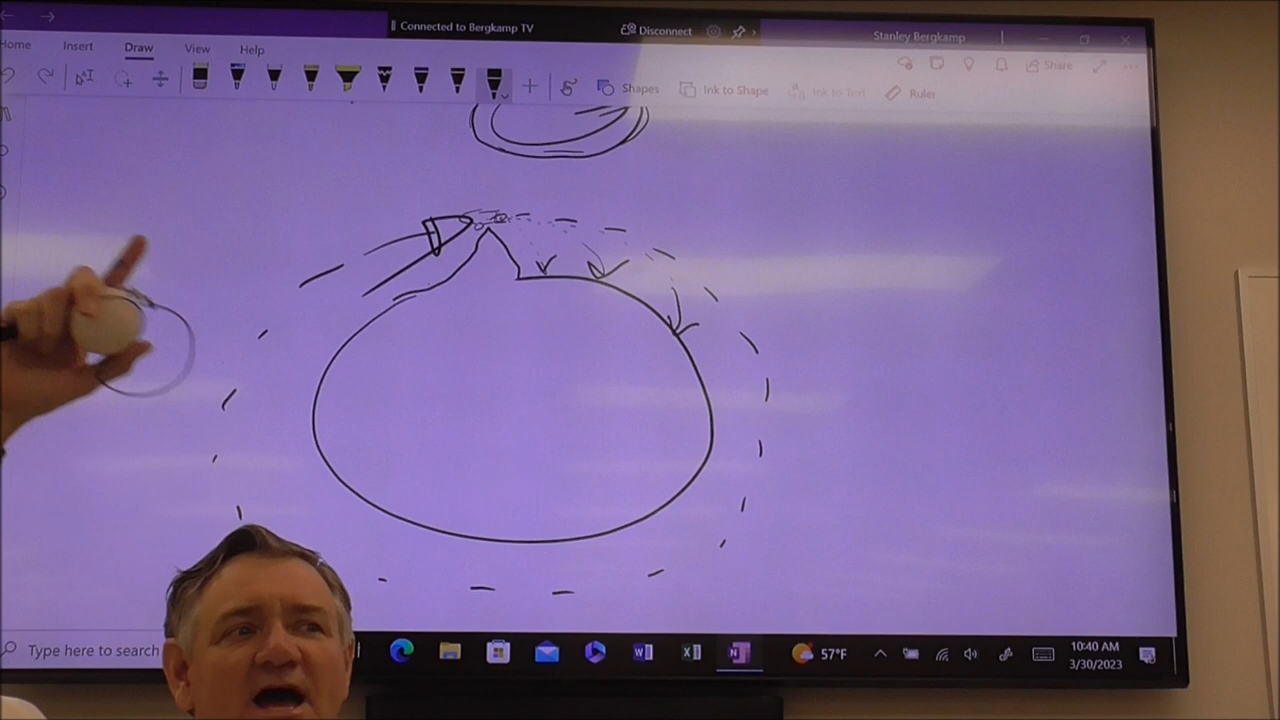 Connected to Bergkamp TV
Disconnect
Stanley Bergkamp
Home
Insert
Draw
View
Help
Share
Shapes
Ink to Shape
Ink to Text
Ruler
Type here to search
57°F
10:40 AM
3/30/2023